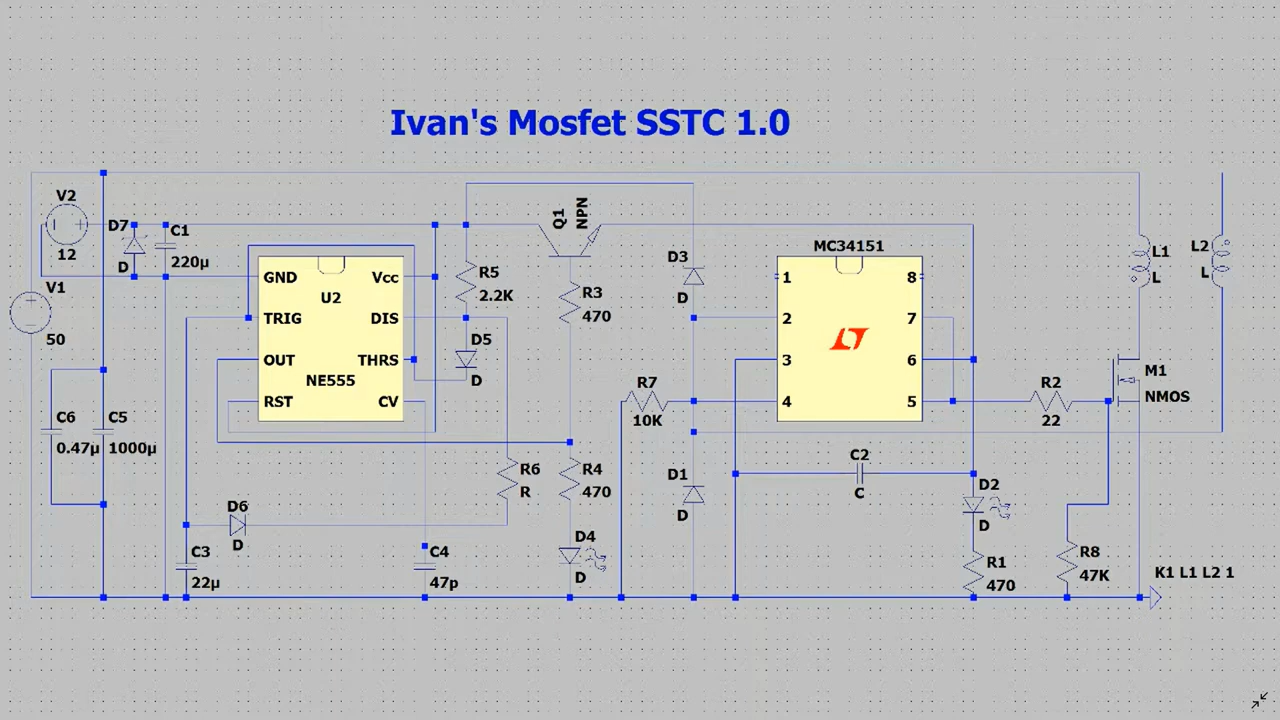 Ivan's Mosfet SSTC 1.0
V2
12
V1
50
D7
D
C1
220µ
C6
0.47µ
C5
1000µ
GND
TRIG
OUT
RST
U2
NE555
Vcc
DIS
THRS
CV
R5
2.2K
D5
D
Q1
NPN
R3
470
R6
R
R4
470
D6
D
C3
22µ
C4
47p
D4
D
D3
D
R7
10K
D1
D
MC34151
1
2
3
4
8
7
6
5
C2
C
D2
D
R1
470
R2
22
R8
47K
L1
L
L2
L
M1
NMOS
K1 L1 L2 1